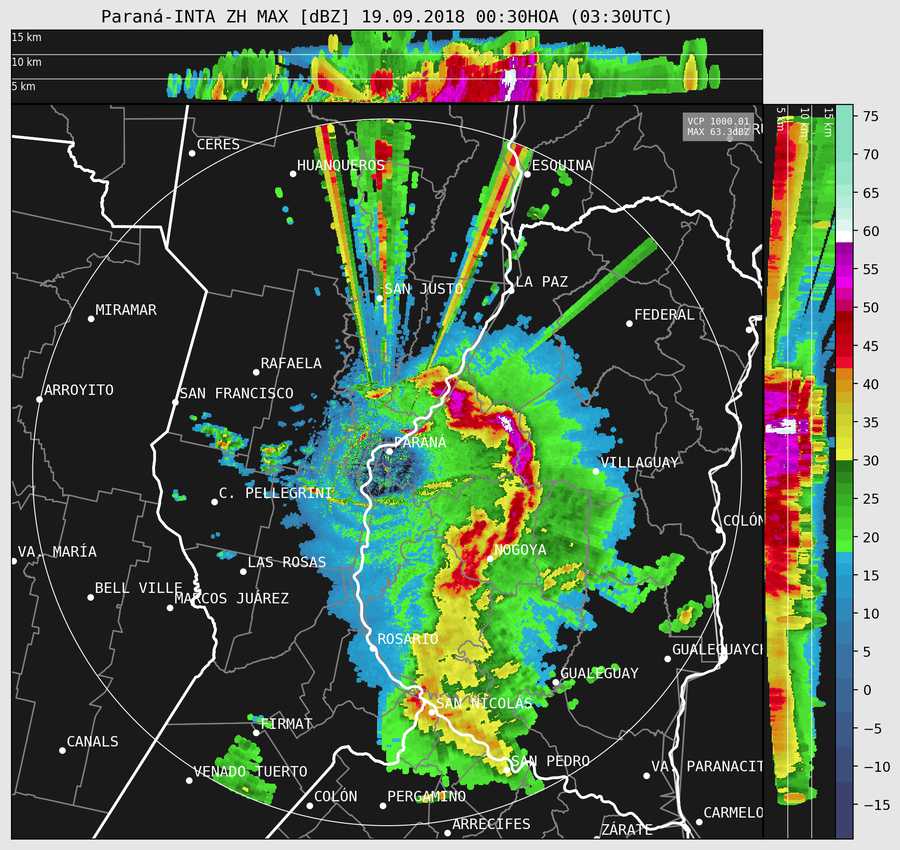 Paraná-INTA ZH MAX [dBZ] 19.09.2018 00:30HOA (03:30UTC)
15 km
10 km
5 km
VCP 1000.01
MAX 63.3dBZ
5 km
10 km
15 km
CERES
HUANQUEROS
ESQUINA
SAN JUSTO
LA PAZ
MIRAMAR
FEDERAL
RAFAELA
ARROYITO
SAN FRANCISCO
PARANÁ
VILLAGUAY
C. PELLEGRINI
COLÓN
VA. MARÍA
NOGOYA
LAS ROSAS
BELL VILLE
MARCOS JUÁREZ
ROSARIO
GUALEGUAYCH
GUALEGUAY
SAN NICOLÁS
FIRMAT
CANALS
SAN PEDRO
VENADO TUERTO
VA. PARANACIT
COLÓN
PERGAMINO
CARMELO
ARRECIFES
ZÁRATE
75
70
65
60
55
50
45
40
35
30
25
20
15
10
5
0
−5
−10
−15